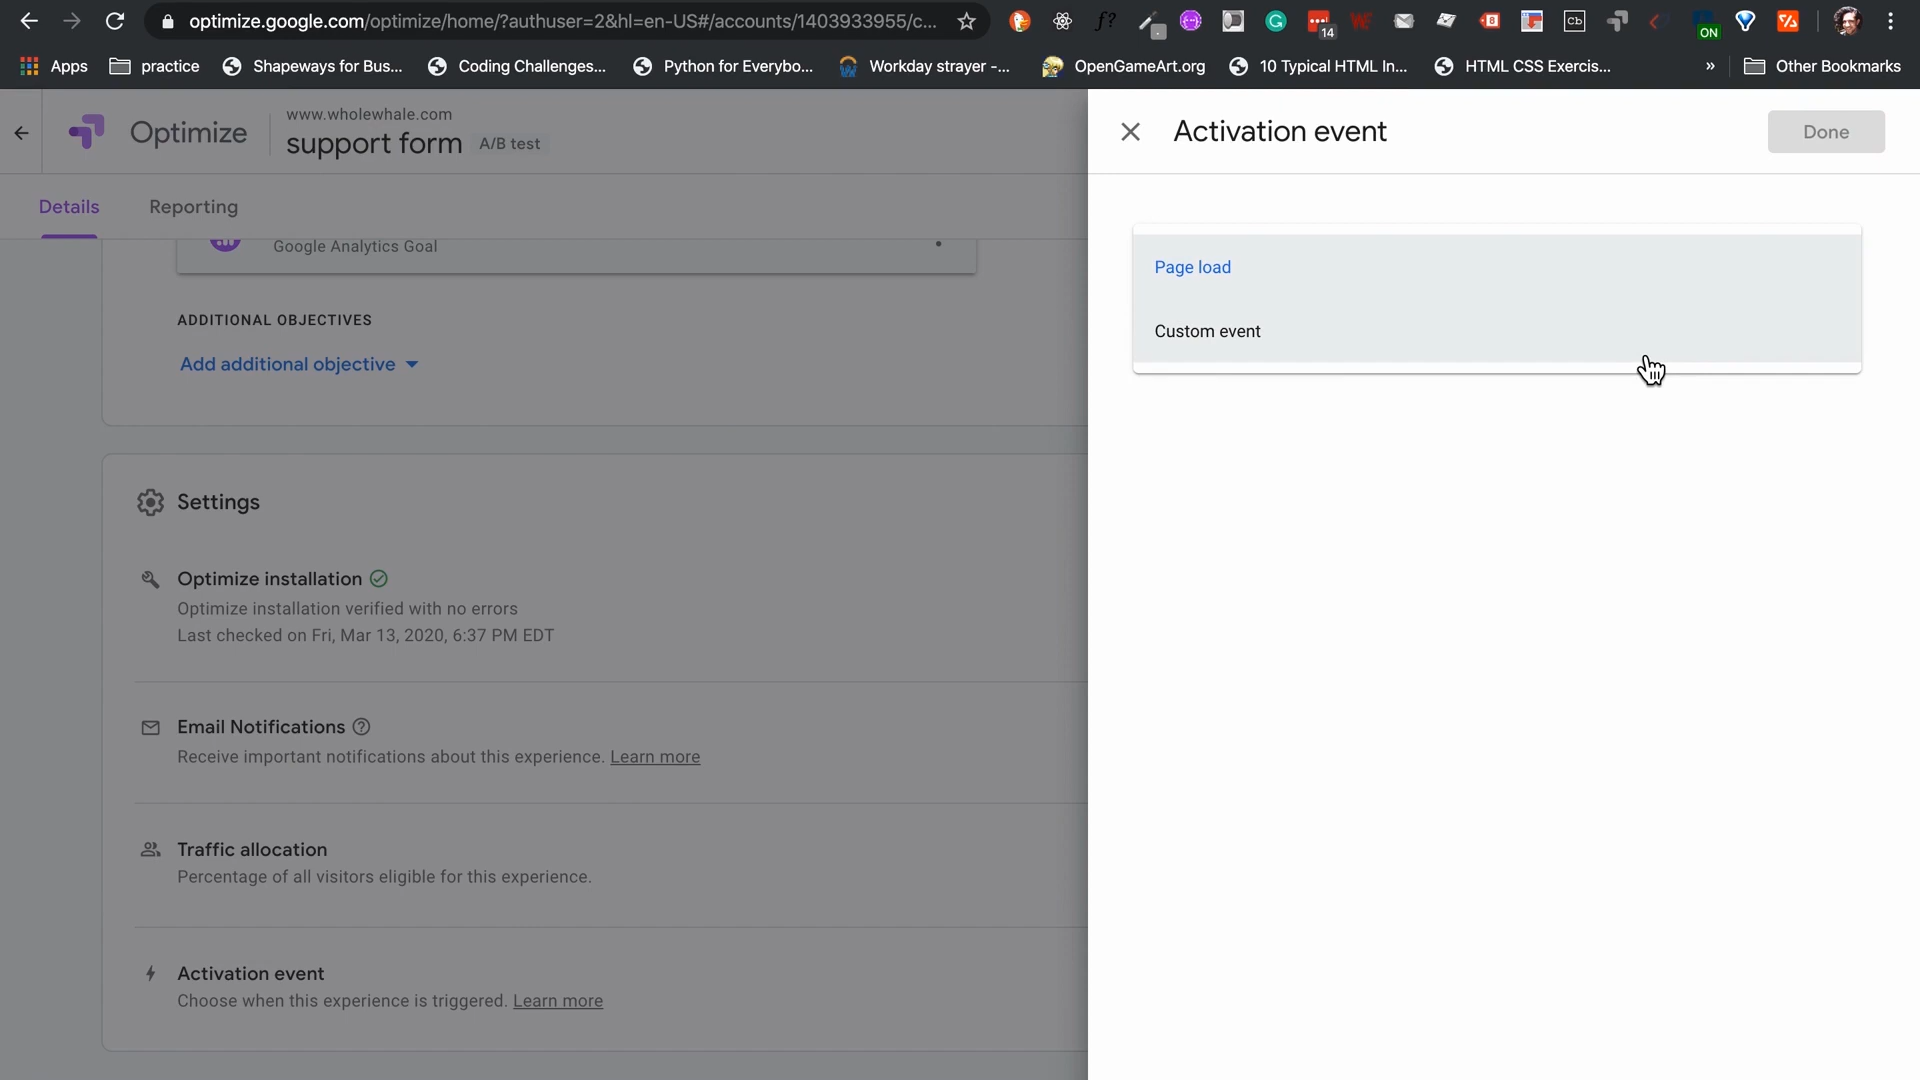 optimize.google.com/optimize/home/?authuser=2&hl=en-US#/accounts/1403933955/c...
14
ON
Apps
practice
Shapeways for Bus...
Coding Challenges...
Python for Everybo...
Workday strayer -...
OpenGameArt.org
10 Typical HTML In...
HTML CSS Exercis...
»
Other Bookmarks
Optimize
www.wholewhale.com
support form
A/B test
Activation event
Done
Details
Reporting
Google Analytics Goal
Page load
Custom event
ADDITIONAL OBJECTIVES
Add additional objective
Settings
Optimize installation
Optimize installation verified with no errors
Last checked on Fri, Mar 13, 2020, 6:37 PM EDT
Email Notifications
Receive important notifications about this experience. Learn more
Traffic allocation
Percentage of all visitors eligible for this experience.
Activation event
Choose when this experience is triggered. Learn more